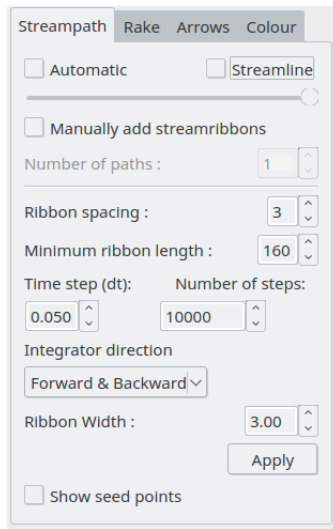 Streampath Rake Arrows Colour
Automatic Streamline
Manually add streamribbons
Number of paths : 1
Ribbon spacing : 3
Minimum ribbon length : 160
Time step (dt): Number of steps:
0.050 10000
Integrator direction
Forward & Backward
Ribbon Width : 3.00
Apply
Show seed points